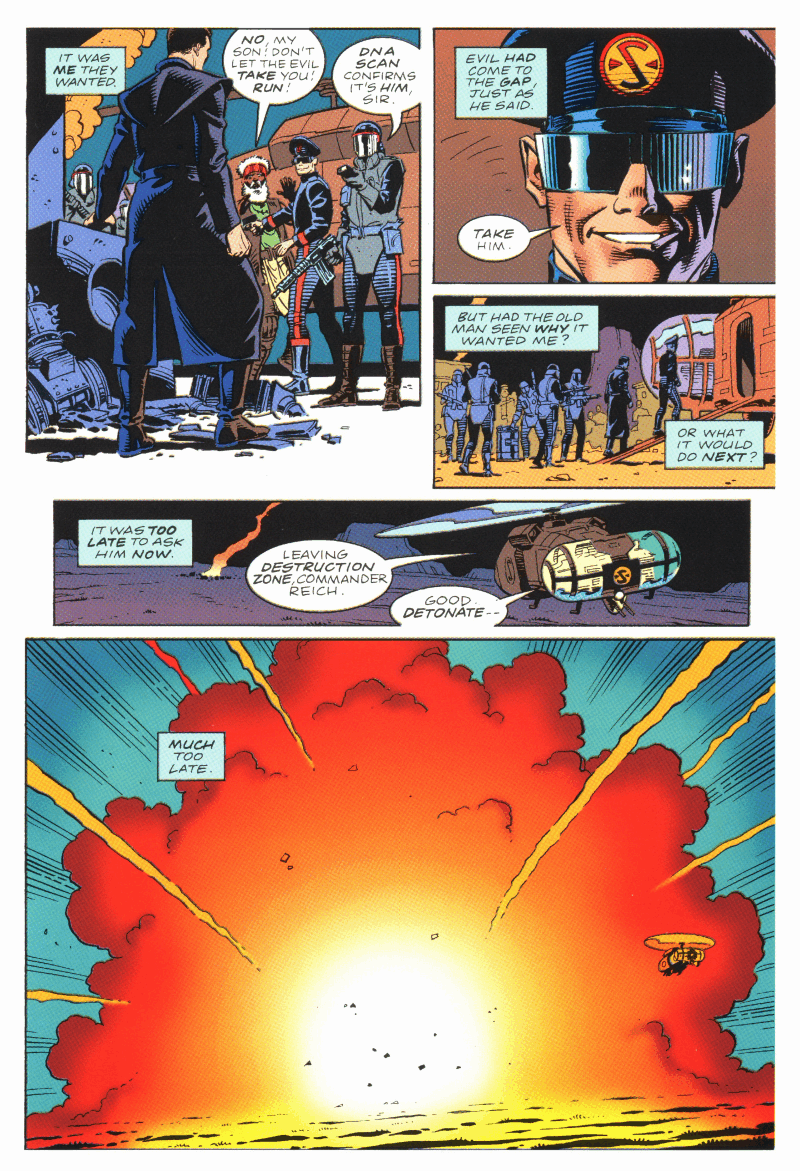 IT WAS
ME THEY
WANTED.
NO, MY
SON! DON'T
LET THE EVIL
TAKE YOU!
RUN!
DNA
SCAN
CONFIRMS
IT'S HIM,
SIR.
EVIL HAD
COME TO
THE GAP,
JUST AS
HE SAID.
TAKE
HIM.
BUT HAD THE OLD
MAN SEEN WHY IT
WANTED ME?
OR WHAT
IT WOULD
DO NEXT?
IT WAS TOO
LATE TO ASK
HIM NOW.
LEAVING
DESTRUCTION
ZONE, COMMANDER
REICH.
GOOD.
DETONATE--
MUCH
TOO
LATE.